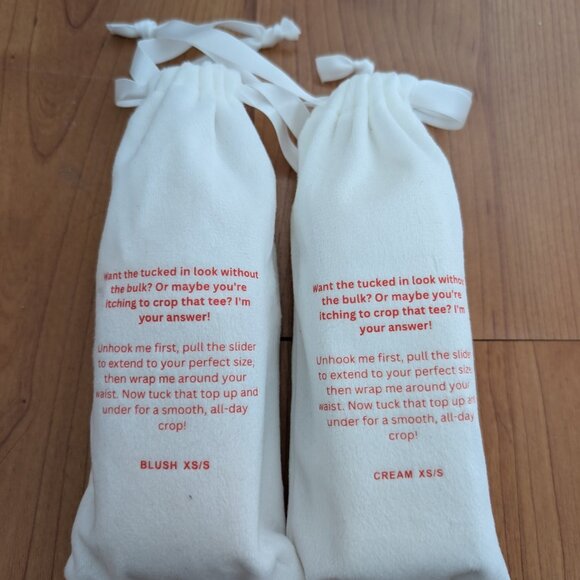 Want the tucked in look without
the bulk? Or maybe you're
itching to crop that tee? I'm
your answer!
Unhook me first, pull the slider
to extend to your perfect size,
then wrap me around your
waist. Now tuck that top up and
under for a smooth, all-day
crop!
BLUSH XS/S
Want the tucked in look without
the bulk? Or maybe you're
itching to crop that tee? I'm
your answer!
Unhook me first, pull the slider
to extend to your perfect size,
then wrap me around your
waist. Now tuck that top up and
under for a smooth, all-day
crop!
CREAM XS/S